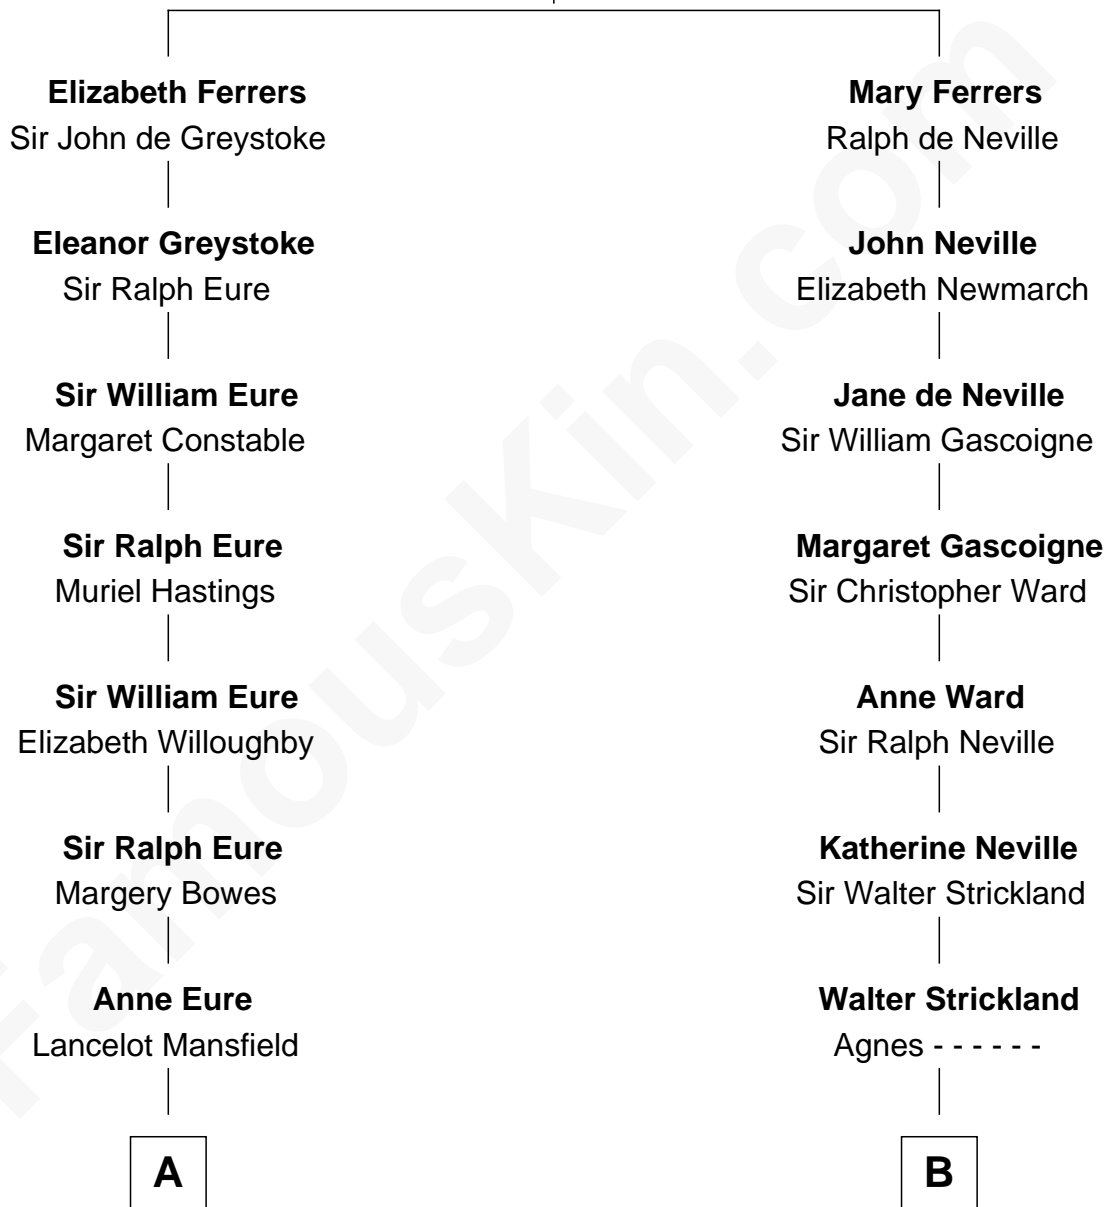 Elizabeth Ferrers
Sir John de Greystoke
Mary Ferrers
Ralph de Neville
Eleanor Greystoke
Sir Ralph Eure
John Neville
Elizabeth Newmarch
Sir William Eure
Margaret Constable
Jane de Neville
Sir William Gascoigne
Sir Ralph Eure
Muriel Hastings
Margaret Gascoigne
Sir Christopher Ward
Sir William Eure
Elizabeth Willoughby
Anne Ward
Sir Ralph Neville
Sir Ralph Eure
Margery Bowes
Katherine Neville
Sir Walter Strickland
Anne Eure
Lancelot Mansfield
Walter Strickland
Agnes - - - - - -
A
B
FamousKin.com